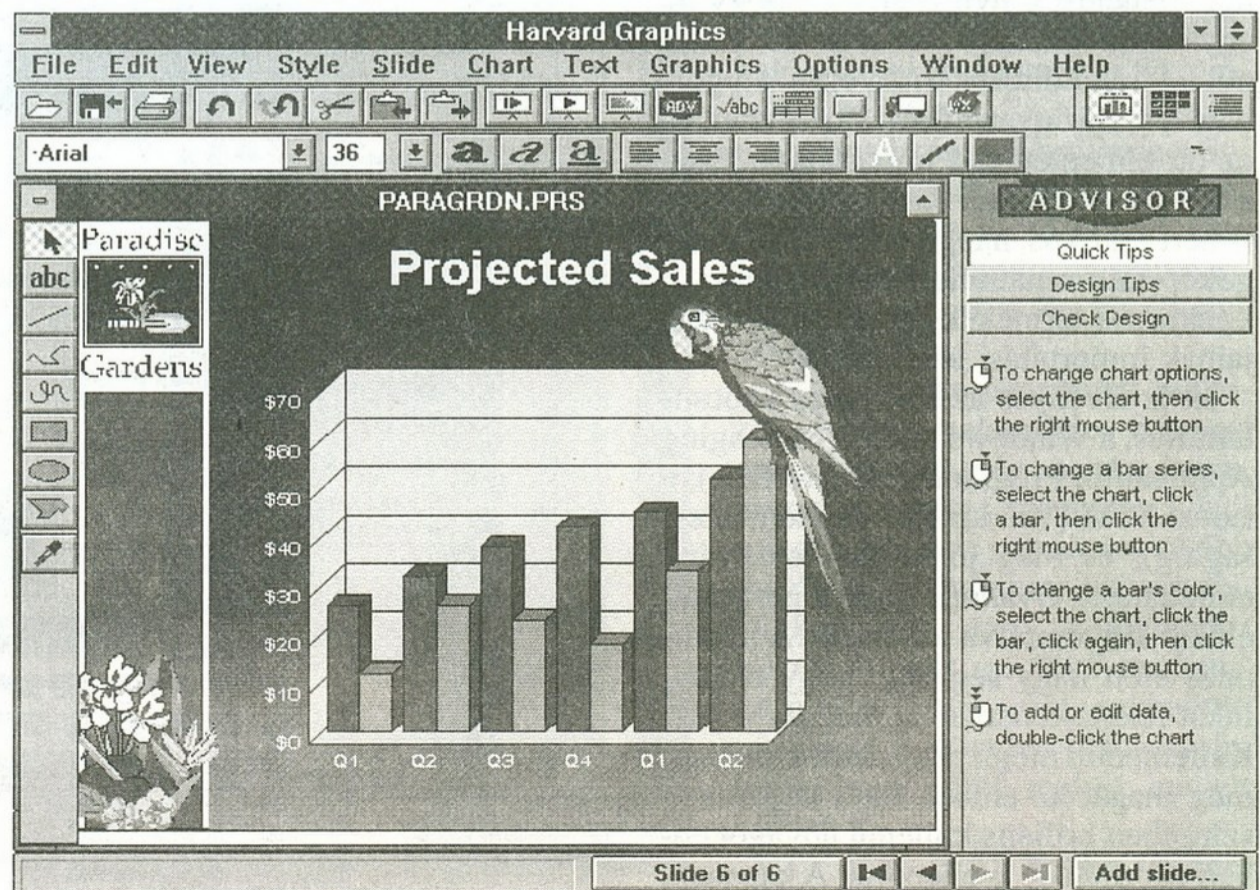 Harvard Graphics
File Edit View Style Slide Chart Text Graphics Options Window Help
ADV √abc
·Arial 36 a a a A
PARAGRDN.PRS
abc
Paradise
Gardens
Projected Sales
$70
$60
$50
$40
$30
$20
$10
$0
Q1 Q2 Q3 Q4 Q1 Q2
ADVISOR
Quick Tips
Design Tips
Check Design
To change chart options,
select the chart, then click
the right mouse button
To change a bar series,
select the chart, click
a bar, then click the
right mouse button
To change a bar's color,
select the chart, click the
bar, click again, then click
the right mouse button
To add or edit data,
double-click the chart
Slide 6 of 6 Add slide...